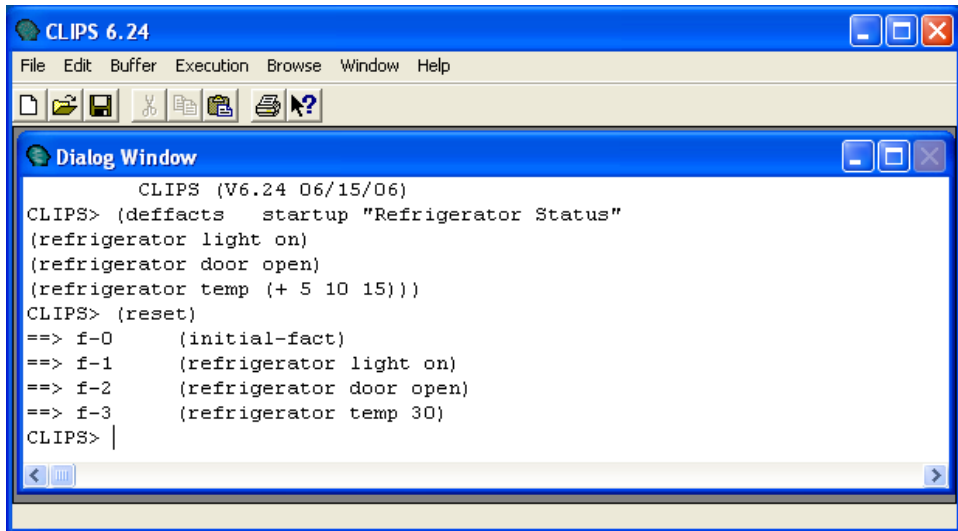 CLIPS 6.24
File Edit Buffer Execution Browse Window Help
Dialog Window
CLIPS (V6.24 06/15/06)
CLIPS> (deffacts   startup "Refrigerator Status"
(refrigerator light on)
(refrigerator door open)
(refrigerator temp (+ 5 10 15)))
CLIPS> (reset)
==> f-0     (initial-fact)
==> f-1     (refrigerator light on)
==> f-2     (refrigerator door open)
==> f-3     (refrigerator temp 30)
CLIPS>